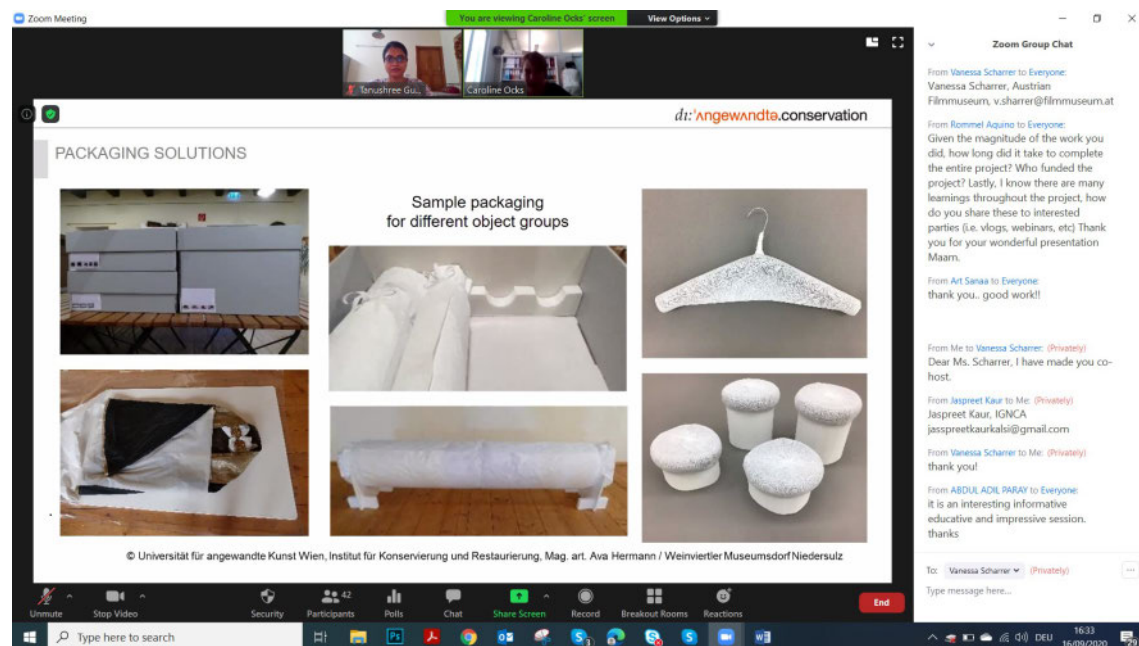 Zoom Meeting
You are viewing Caroline Ocks' screen
View Options
Zoom Group Chat
Tanushree Gu...
Caroline Ocks
dɪ:ˈʌngewʌndtə.conservation
PACKAGING SOLUTIONS
Sample packaging
for different object groups
© Universität für angewandte Kunst Wien, Institut für Konservierung und Restaurierung, Mag. art. Ava Hermann / Weinviertler Museumsdorf Niedersulz
From Vanessa Scharrer to Everyone:
Vanessa Scharrer, Austrian
Filmmuseum, v.sharrer@filmmuseum.at
From Rommel Aquino to Everyone:
Given the magnitude of the work you
did, how long did it take to complete
the entire project? Who funded the
project? Lastly, I know there are many
learnings throughout the project, how
do you share these to interested
parties (i.e. vlogs, webinars, etc) Thank
you for your wonderful presentation
Maam.
From Art Sanaa to Everyone:
thank you.. good work!!
From Me to Vanessa Scharrer: (Privately)
Dear Ms. Scharrer, I have made you co-
host.
From Jaspreet Kaur to Me: (Privately)
Jaspreet Kaur, IGNCA
jasspreetkaurkalsi@gmail.com
From Vanessa Scharrer to Me: (Privately)
thank you!
From ABDUL ADIL PARAY to Everyone:
it is an interesting informative
educative and impressive session.
thanks
To: Vanessa Scharrer (Privately)
Type message here...
Unmute
Stop Video
Security
Participants
42
Polls
Chat
Share Screen
Record
Breakout Rooms
Reactions
End
Type here to search
Ps
DEU
16:33
16/09/2020
29